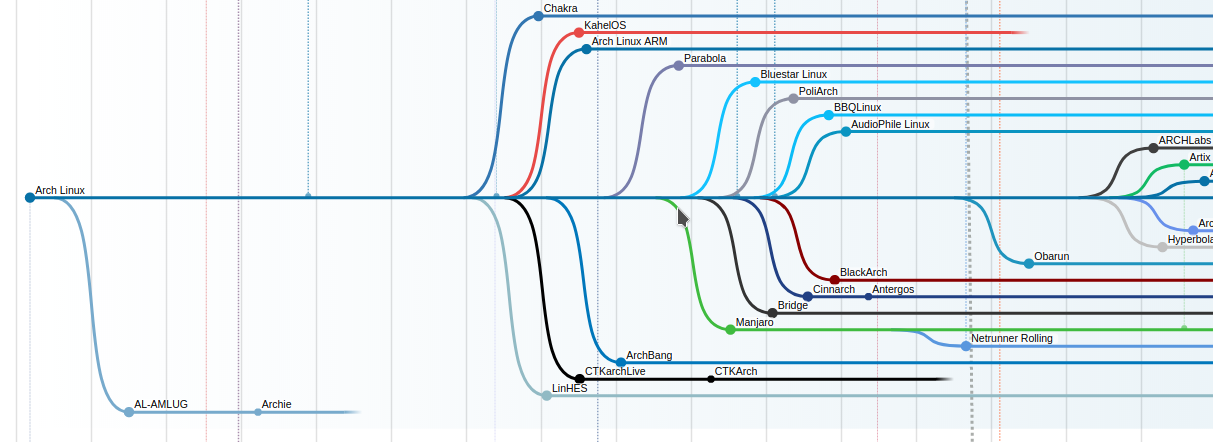 Chakra
KahelOS
Arch Linux ARM
Parabola
Bluestar Linux
PoliArch
BBQLinux
AudioPhile Linux
ARCHLabs
Artix
Arch Linux
Arc
Hyperbola
Obarun
BlackArch
Cinnarch Antergos
Bridge
Manjaro
Netrunner Rolling
ArchBang
CTKarchLive CTKArch
LinHES
AL-AMLUG Archie